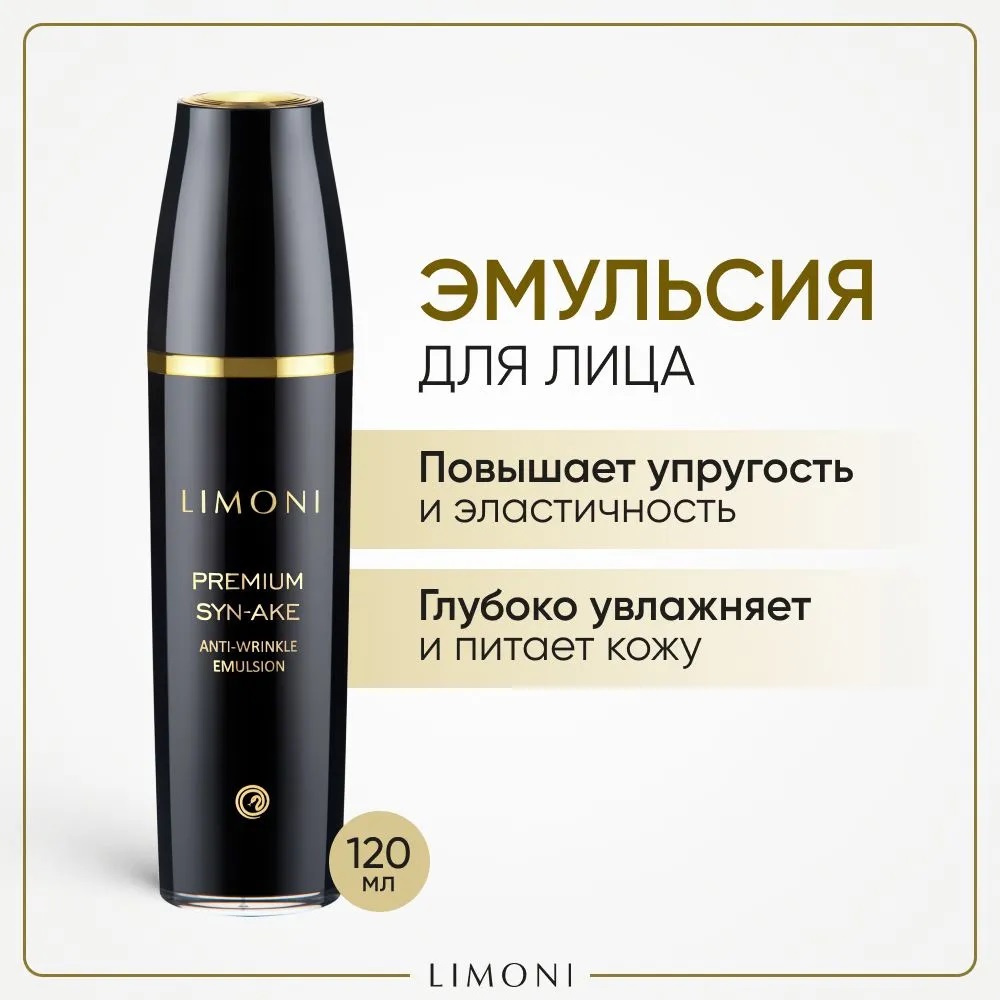 ЭМУЛЬСИЯ
ДЛЯ ЛИЦА
Повышает упругость
и эластичность
Глубоко увлажняет
и питает кожу
LIMONI
PREMIUM
SYN-AKE
ANTI-WRINKLE
EMULSION
120
МЛ
LIMONI